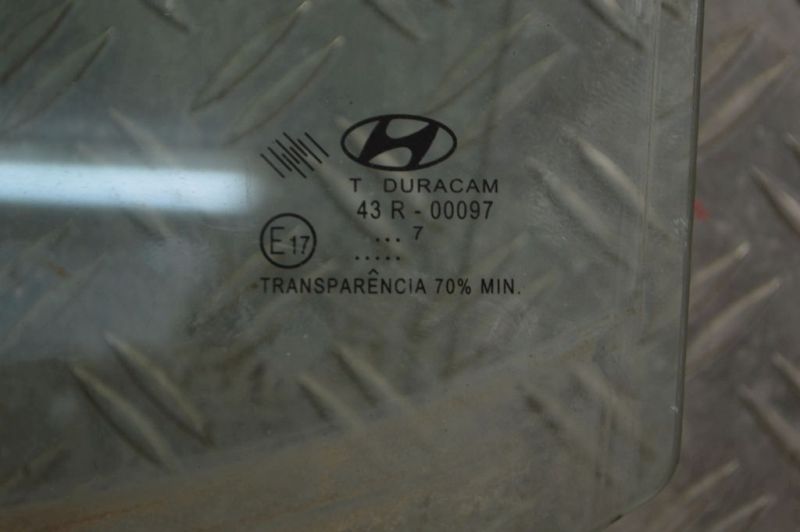 T DURACAM
43 R - 00097
... 7
E17
.....
TRANSPARÊNCIA 70% MIN.